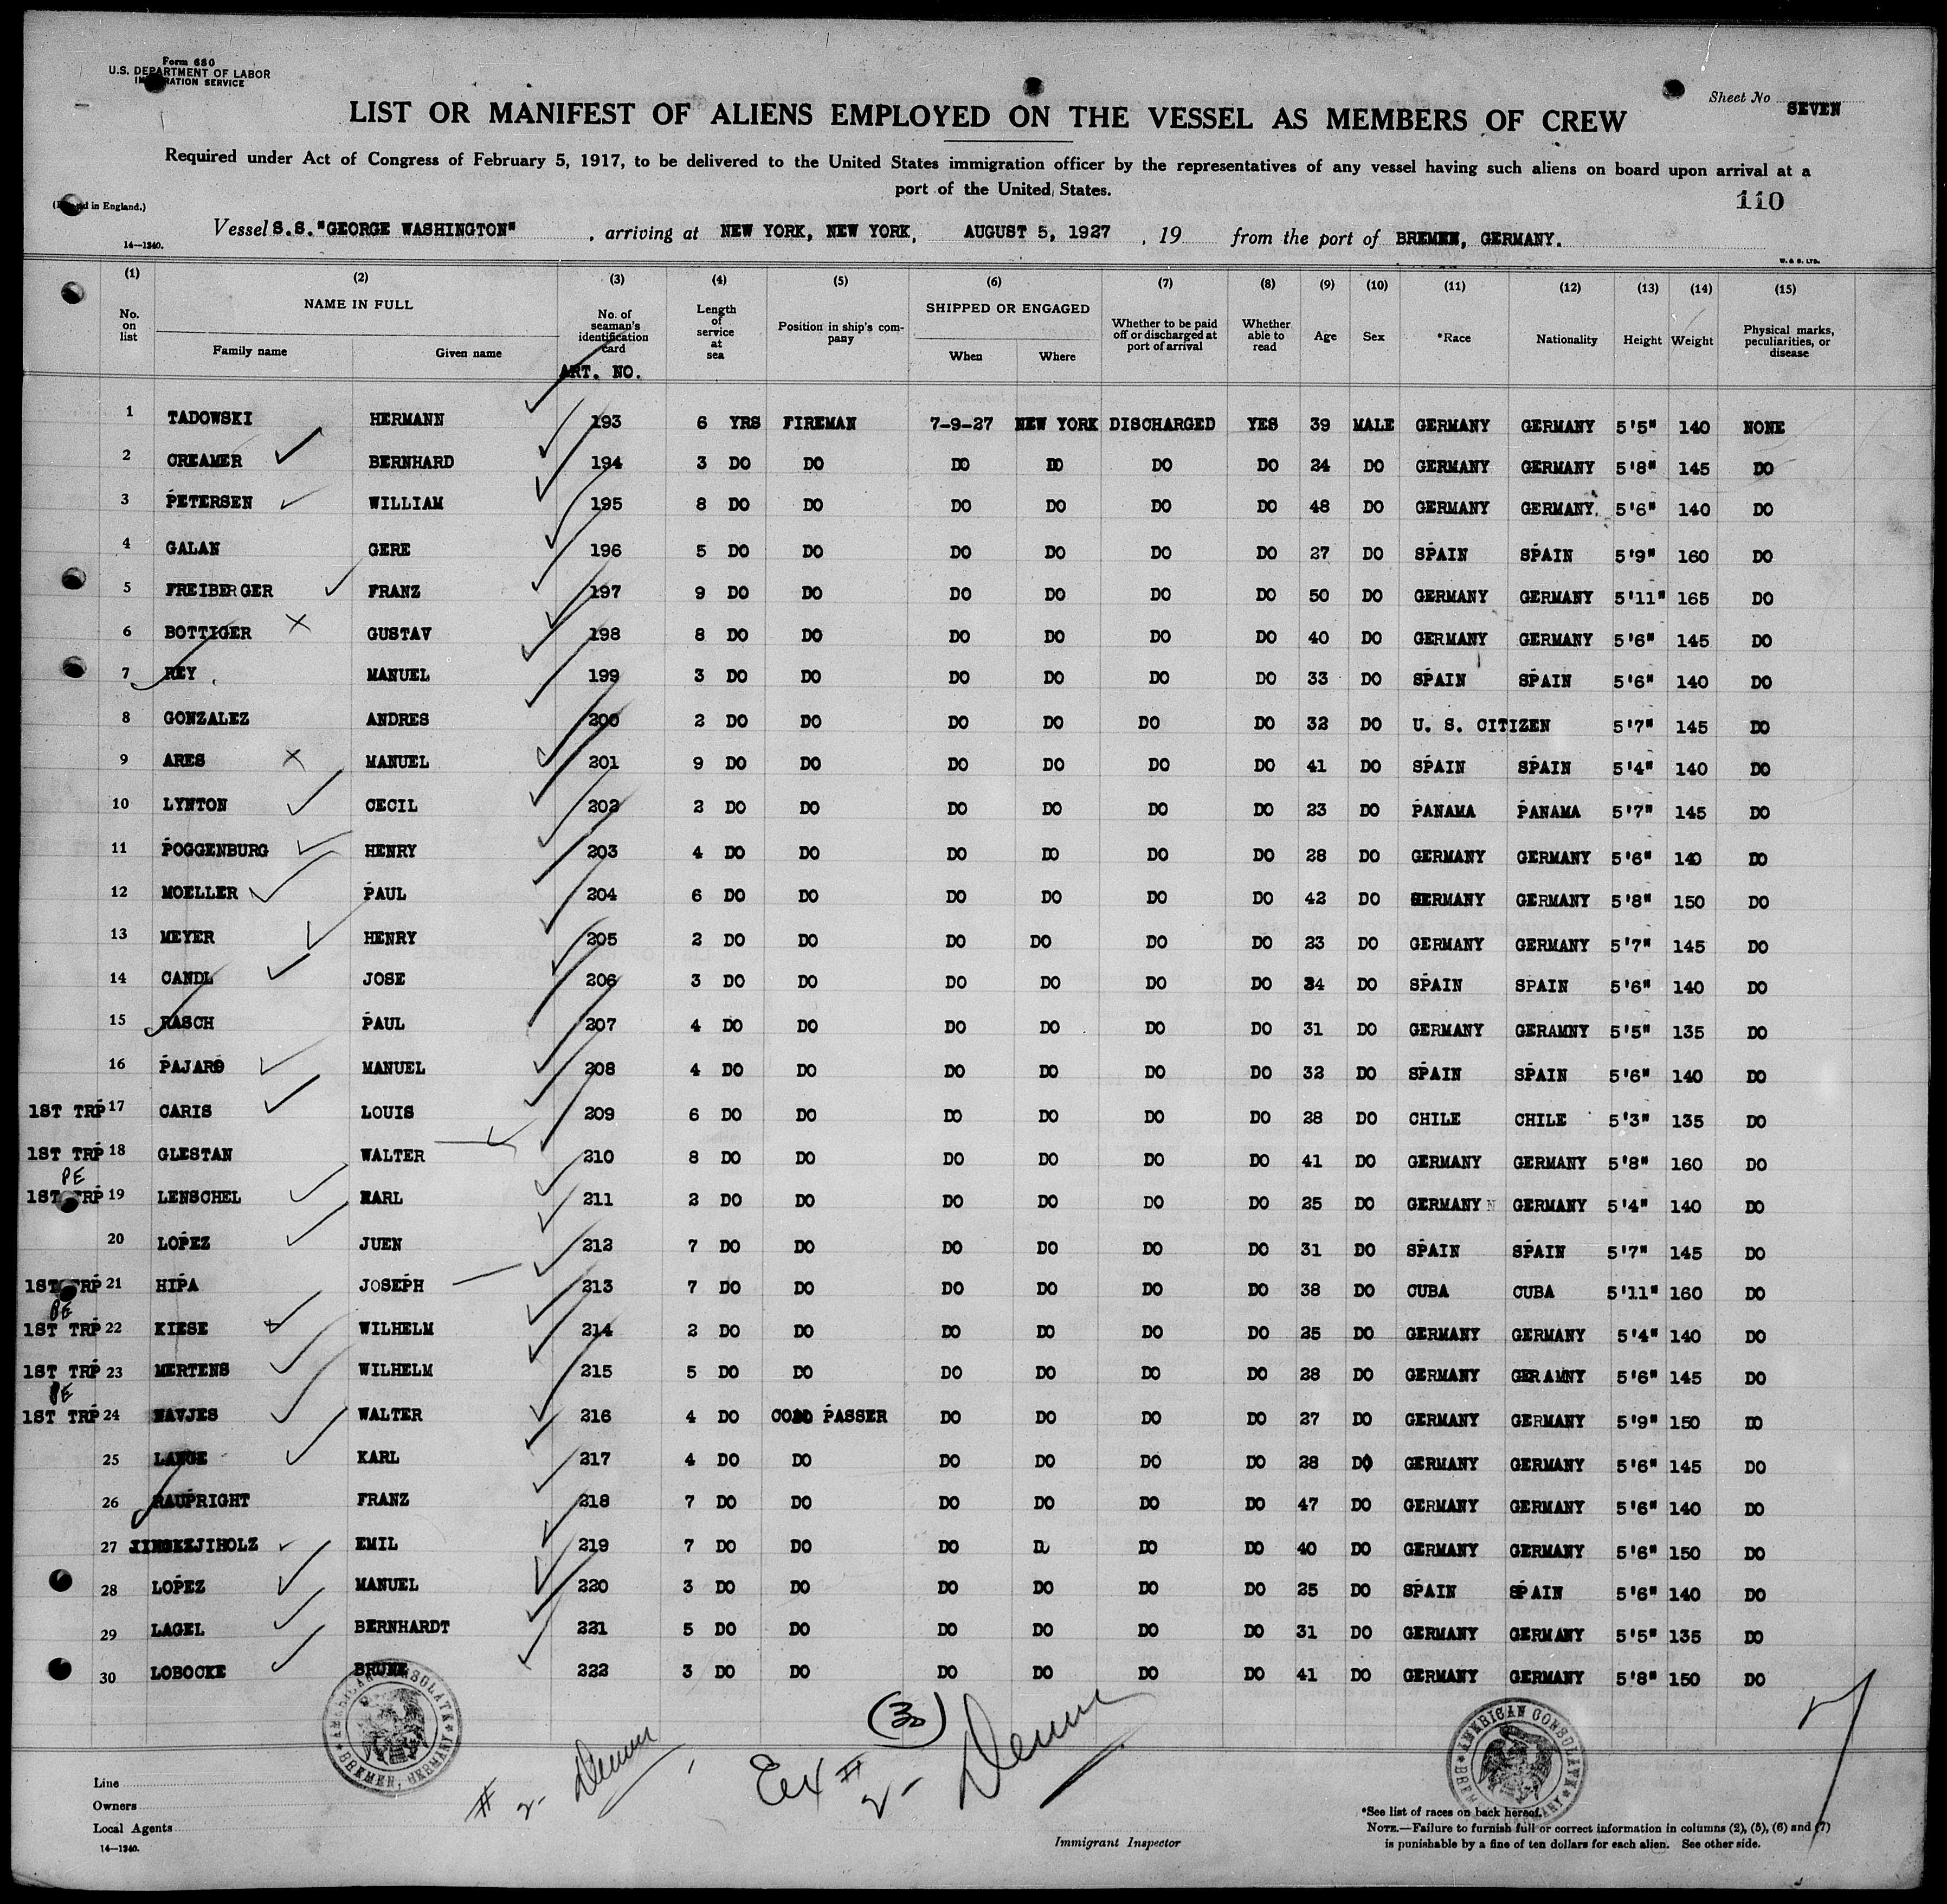 Form 680
U.S. DEPARTMENT OF LABOR
IMMIGRATION SERVICE
Sheet No SEVEN
LIST OR MANIFEST OF ALIENS EMPLOYED ON THE VESSEL AS MEMBERS OF CREW
Required under Act of Congress of February 5, 1917, to be delivered to the United States immigration officer by the representatives of any vessel having such aliens on board upon arrival at a
port of the United States.
110
in England.)
Vessel S.S. "GEORGE WASHINGTON", arriving at NEW YORK, NEW YORK, AUGUST 5, 1927, 19 from the port of BREMEN, GERMANY.
14—1240.
W. & S. LTD.
(1) (2) (3) (4) (5) (6) (7) (8) (9) (10) (11) (12) (13) (14) (15)
No. on list NAME IN FULL Family name Given name No. of seaman's identification card Length of service at sea Position in ship's company SHIPPED OR ENGAGED When Where Whether to be paid off or discharged at port of arrival Whether able to read Age Sex *Race Nationality Height Weight Physical marks, peculiarities, or disease
ART. NO.
1 TADOWSKI HERMANN 193 6 YRS FIREMAN 7-9-27 NEW YORK DISCHARGED YES 39 MALE GERMANY GERMANY 5'5" 140 NONE
2 CREAMER BERNHARD 194 3 DO DO DO DO DO DO 24 DO GERMANY GERMANY 5'8" 145 DO
3 PETERSEN WILLIAM 195 8 DO DO DO DO DO DO 48 DO GERMANY GERMANY 5'6" 140 DO
4 GALAN GERE 196 5 DO DO DO DO DO DO 27 DO SPAIN SPAIN 5'9" 160 DO
5 FREIBERGER FRANZ 197 9 DO DO DO DO DO DO 50 DO GERMANY GERMANY 5'11" 165 DO
6 BOTTIGER GUSTAV 198 8 DO DO DO DO DO DO 40 DO GERMANY GERMANY 5'6" 145 DO
7 REY MANUEL 199 3 DO DO DO DO DO DO 33 DO SPAIN SPAIN 5'6" 140 DO
8 GONZALEZ ANDRES 200 2 DO DO DO DO DO DO 32 DO U. S. CITIZEN 5'7" 145 DO
9 ARES MANUEL 201 9 DO DO DO DO DO DO 41 DO SPAIN SPAIN 5'4" 140 DO
10 LYNTON CECIL 202 2 DO DO DO DO DO DO 23 DO PANAMA PANAMA 5'7" 145 DO
11 POGGENBURG HENRY 203 4 DO DO DO DO DO DO 28 DO GERMANY GERMANY 5'6" 140 DO
12 MOELLER PAUL 204 6 DO DO DO DO DO DO 42 DO GERMANY GERMANY 5'8" 150 DO
13 MEYER HENRY 205 2 DO DO DO DO DO DO 23 DO GERMANY GERMANY 5'7" 145 DO
14 CANDL JOSE 206 3 DO DO DO DO DO DO 34 DO SPAIN SPAIN 5'6" 140 DO
15 RASCH PAUL 207 4 DO DO DO DO DO DO 31 DO GERMANY GERAMNY 5'5" 135 DO
16 PAJARO MANUEL 208 4 DO DO DO DO DO DO 32 DO SPAIN SPAIN 5'6" 140 DO
1ST TRP 17 CARIS LOUIS 209 6 DO DO DO DO DO DO 28 DO CHILE CHILE 5'3" 135 DO
1ST TRP 18 GLESTAN WALTER 210 8 DO DO DO DO DO DO 41 DO GERMANY GERMANY 5'8" 160 DO
PE
1ST TRP 19 LENSCHEL KARL 211 2 DO DO DO DO DO DO 25 DO GERMANY GERMANY 5'4" 140 DO
20 LOPEZ JUEN 212 7 DO DO DO DO DO DO 31 DO SPAIN SPAIN 5'7" 145 DO
1ST TRP 21 HIPA JOSEPH 213 7 DO DO DO DO DO DO 38 DO CUBA CUBA 5'11" 160 DO
PE
1ST TRP 22 KIESE WILHELM 214 2 DO DO DO DO DO DO 25 DO GERMANY GERMANY 5'4" 140 DO
1ST TRP 23 MERTENS WILHELM 215 5 DO DO DO DO DO DO 28 DO GERMANY GERAMNY 5'6" 145 DO
PE
1ST TRP 24 NAVJES WALTER 216 4 DO PASSER DO DO DO DO 27 DO GERMANY GERMANY 5'9" 150 DO
25 LANGE KARL 217 4 DO DO DO DO DO DO 28 DO GERMANY GERMANY 5'6" 145 DO
26 RAUPRIGHT FRANZ 218 7 DO DO DO DO DO DO 47 DO GERMANY GERMANY 5'6" 140 DO
27 JIHOLZ EMIL 219 7 DO DO DO D DO DO 40 DO GERMANY GERMANY 5'6" 150 DO
28 LOPEZ MANUEL 220 3 DO DO DO DO DO DO 25 DO SPAIN SPAIN 5'6" 140 DO
29 LAGEL BERNHARDT 221 5 DO DO DO DO DO DO 31 DO GERMANY GERMANY 5'5" 135 DO
30 LOBOCKE BRUNE 222 3 DO DO DO DO DO DO 41 DO GERMANY GERMANY 5'8" 150 DO
(30)
AMERICAN CONSULATE BREMEN, GERMANY
AMERICAN CONSULATE BREMEN, GERMANY
Line
Owners
Local Agents
14—1240.
Immigrant Inspector
*See list of races on back hereof.
NOTE.—Failure to furnish full or correct information in columns (2), (5), (6) and (7)
is punishable by a fine of ten dollars for each alien. See other side.